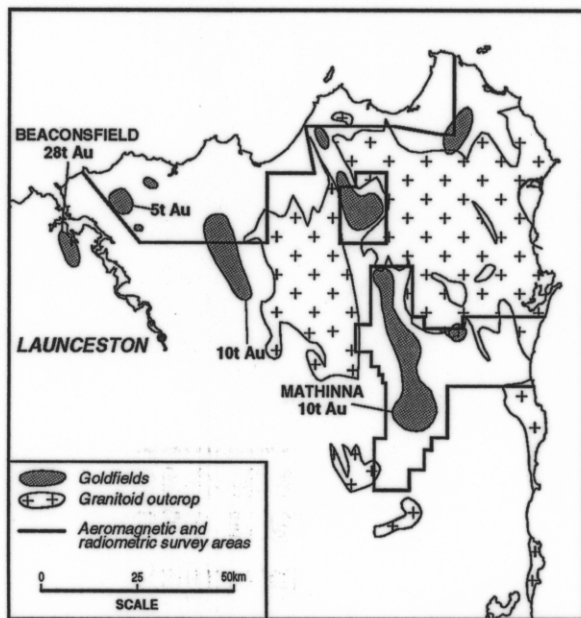 BEACONSFIELD
28t Au
5t Au
10t Au
LAUNCESTON
MATHINNA
10t Au
Goldfields
Granitoid outcrop
Aeromagnetic and
radiometric survey areas
0 25 50km
SCALE